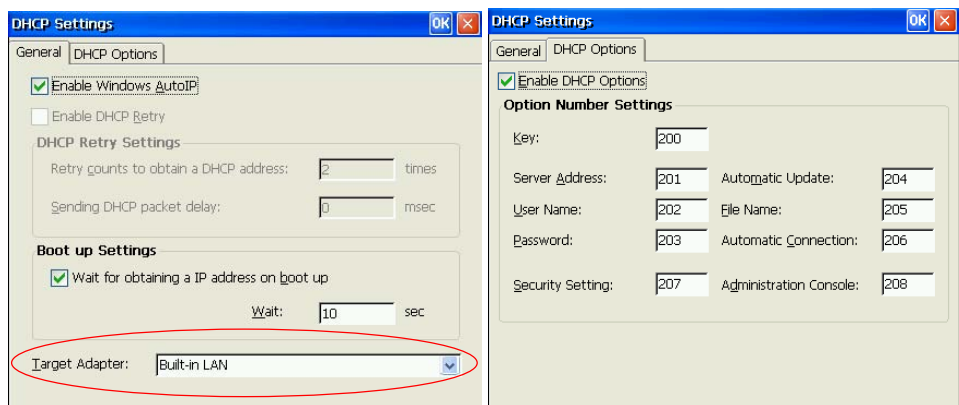 DHCP Settings OK
General DHCP Options
Enable Windows AutoIP
Enable DHCP Retry
DHCP Retry Settings
Retry counts to obtain a DHCP address: 2 times
Sending DHCP packet delay: 0 msec
Boot up Settings
Wait for obtaining a IP address on boot up
Wait: 10 sec
Target Adapter: Built-in LAN
DHCP Settings OK
General DHCP Options
Enable DHCP Options
Option Number Settings
Key: 200
Server Address: 201 Automatic Update: 204
User Name: 202 File Name: 205
Password: 203 Automatic Connection: 206
Security Setting: 207 Administration Console: 208